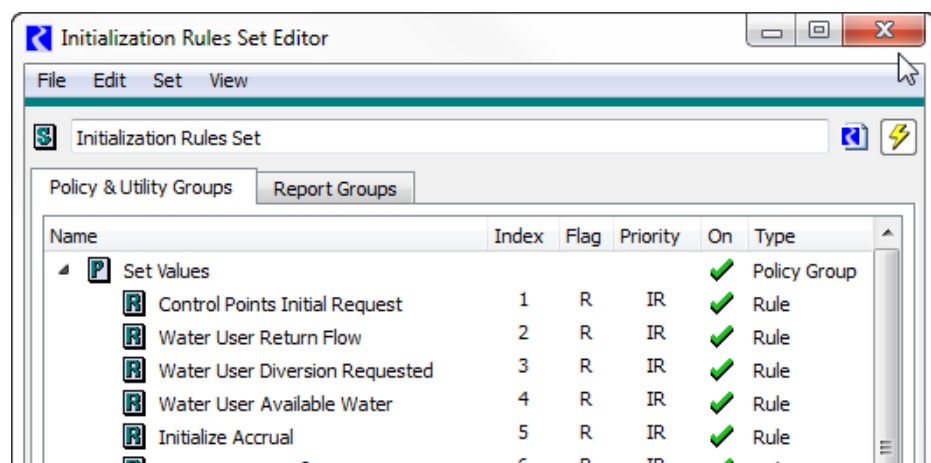 Initialization Rules Set Editor
File Edit Set View
S Initialization Rules Set
Policy & Utility Groups Report Groups
Name Index Flag Priority On Type
P Set Values Policy Group
R Control Points Initial Request 1 R IR Rule
R Water User Return Flow 2 R IR Rule
R Water User Diversion Requested 3 R IR Rule
R Water User Available Water 4 R IR Rule
R Initialize Accrual 5 R IR Rule